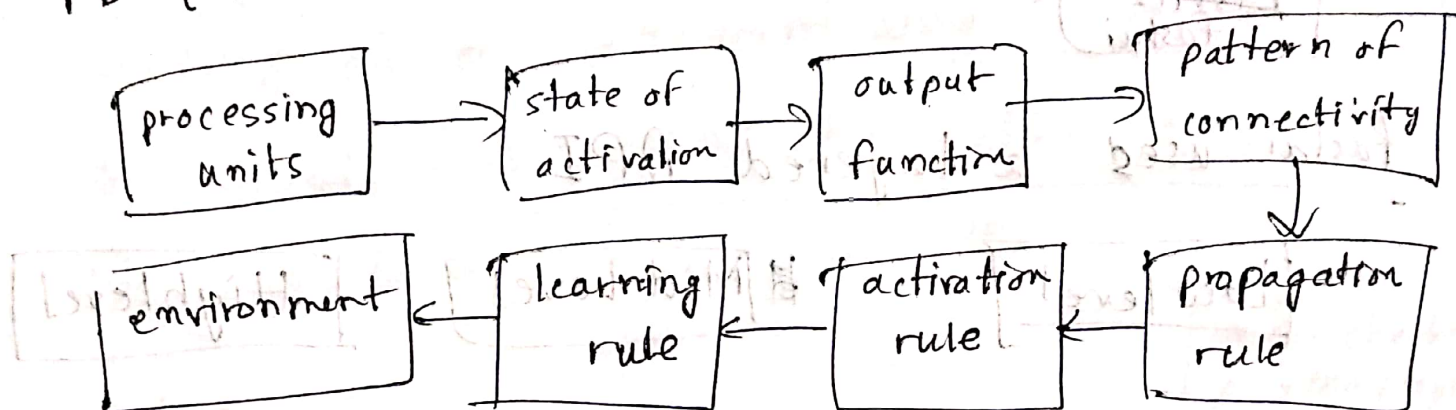 processing
units
state of
activation
output
function
pattern of
connectivity
propagation
rule
activation
rule
learning
rule
environment